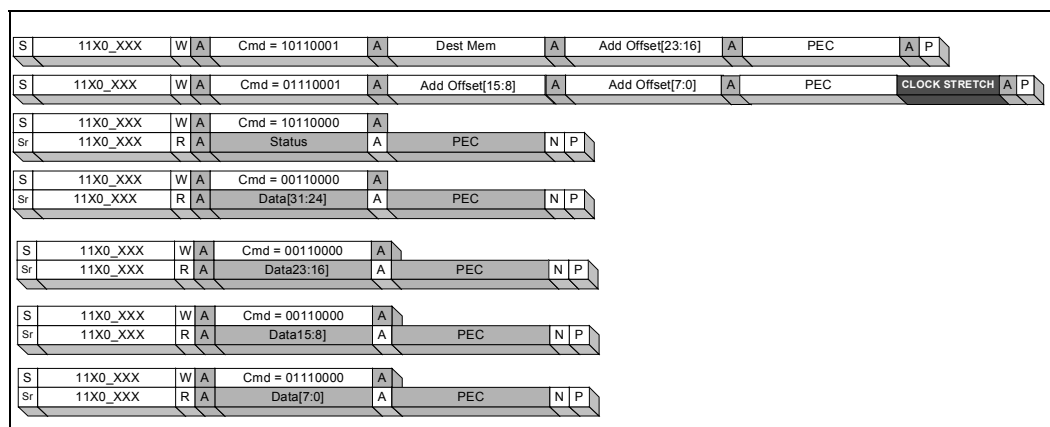 S 11X0_XXX W A Cmd = 10110001 A Dest Mem A Add Offset[23:16] A PEC A P
S 11X0_XXX W A Cmd = 01110001 A Add Offset[15:8] A Add Offset[7:0] A PEC CLOCK STRETCH A P
S 11X0_XXX W A Cmd = 10110000 A
Sr 11X0_XXX R A Status A PEC N P
S 11X0_XXX W A Cmd = 00110000 A
Sr 11X0_XXX R A Data[31:24] A PEC N P
S 11X0_XXX W A Cmd = 00110000 A
Sr 11X0_XXX R A Data23:16] A PEC N P
S 11X0_XXX W A Cmd = 00110000 A
Sr 11X0_XXX R A Data15:8] A PEC N P
S 11X0_XXX W A Cmd = 01110000 A
Sr 11X0_XXX R A Data[7:0] A PEC N P